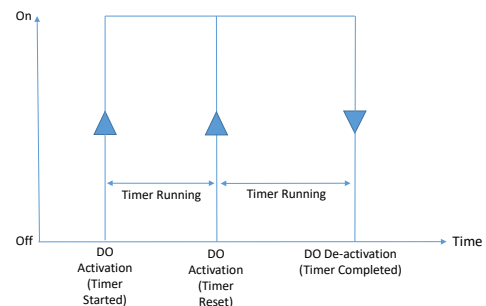 On
Timer Running
Timer Running
Off
Time
DO
Activation
(Timer
Started)
DO
Activation
(Timer
Reset)
DO De-activation
(Timer Completed)